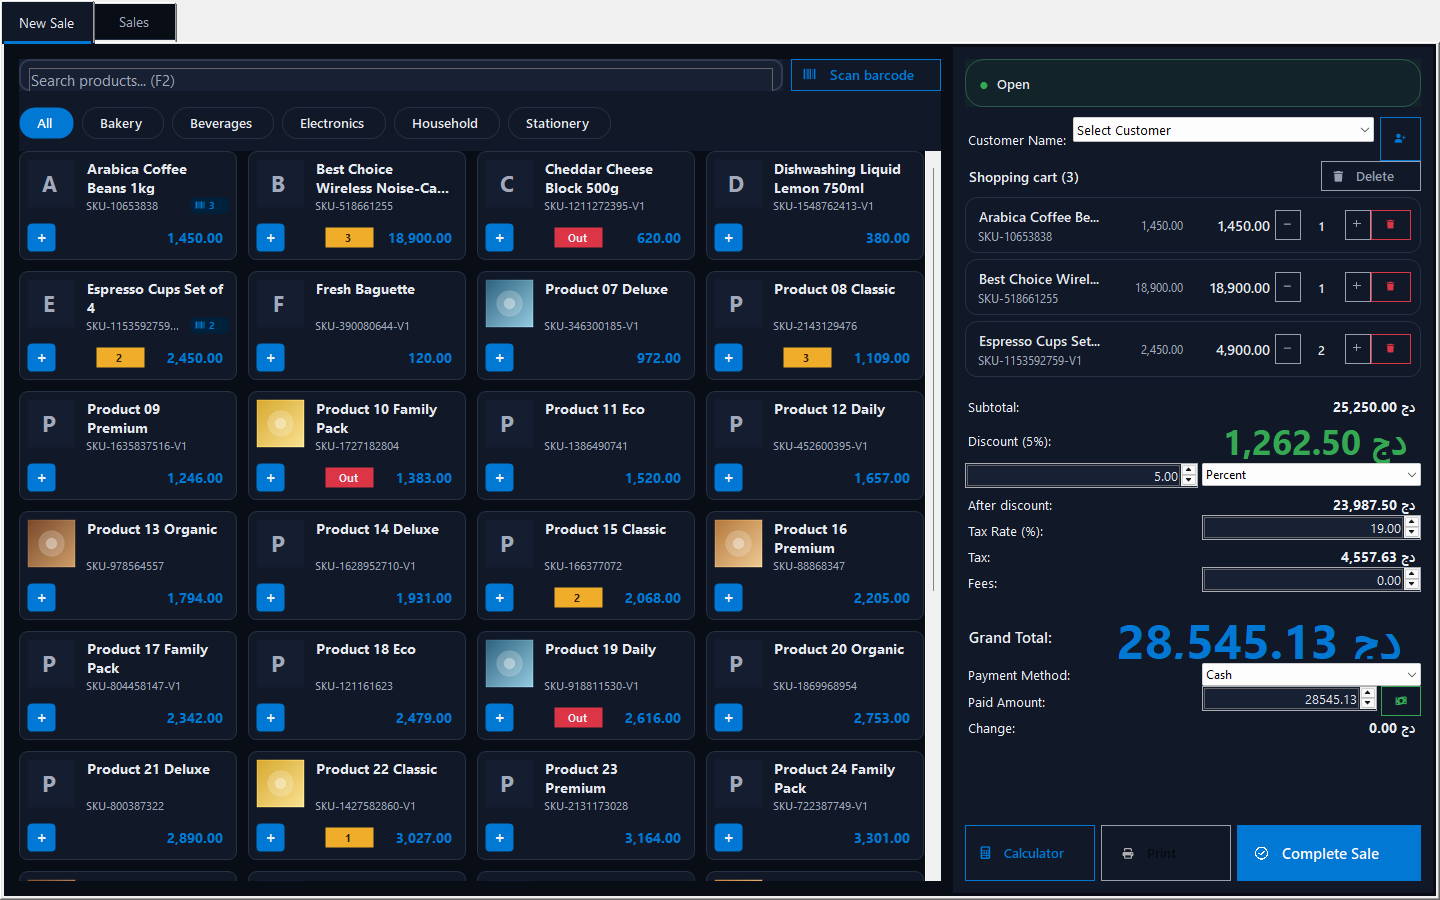 New Sale
Sales
Search products... (F2)
Scan barcode
All
Bakery
Beverages
Electronics
Household
Stationery
A
Arabica Coffee
Beans 1kg
SKU-10653838
3
+
1,450.00
B
Best Choice
Wireless Noise-Ca...
SKU-518661255
+
3
18,900.00
C
Cheddar Cheese
Block 500g
SKU-1211272395-V1
+
Out
620.00
D
Dishwashing Liquid
Lemon 750ml
SKU-1548762413-V1
+
380.00
E
Espresso Cups Set of
4
SKU-1153592759...
2
+
2
2,450.00
F
Fresh Baguette
SKU-390080644-V1
+
120.00
Product 07 Deluxe
SKU-346300185-V1
+
972.00
P
Product 08 Classic
SKU-2143129476
+
3
1,109.00
P
Product 09
Premium
SKU-1635837516-V1
+
1,246.00
Product 10 Family
Pack
SKU-1727182804
+
Out
1,383.00
P
Product 11 Eco
SKU-1386490741
+
1,520.00
P
Product 12 Daily
SKU-452600395-V1
+
1,657.00
Product 13 Organic
SKU-978564557
+
1,794.00
P
Product 14 Deluxe
SKU-1628952710-V1
+
1,931.00
P
Product 15 Classic
SKU-166377072
+
2
2,068.00
Product 16
Premium
SKU-88868347
+
2,205.00
P
Product 17 Family
Pack
SKU-804458147-V1
+
2,342.00
P
Product 18 Eco
SKU-121161623
+
2,479.00
Product 19 Daily
SKU-918811530-V1
+
Out
2,616.00
P
Product 20 Organic
SKU-1869968954
+
2,753.00
P
Product 21 Deluxe
SKU-800387322
+
2,890.00
Product 22 Classic
SKU-1427582860-V1
+
1
3,027.00
P
Product 23
Premium
SKU-2131173028
+
3,164.00
P
Product 24 Family
Pack
SKU-722387749-V1
+
3,301.00
Open
Customer Name:
Select Customer
Shopping cart (3)
Delete
Arabica Coffee Be...
SKU-10653838
1,450.00
1,450.00
−
1
+
Best Choice Wirel...
SKU-518661255
18,900.00
18,900.00
−
1
+
Espresso Cups Set...
SKU-1153592759-V1
2,450.00
4,900.00
−
2
+
Subtotal:
25,250.00 دج
Discount (5%):
1,262.50 دج
5.00
Percent
After discount:
23,987.50 دج
Tax Rate (%):
19.00
Tax:
4,557.63 دج
Fees:
0.00
Grand Total:
28,545.13 دج
Payment Method:
Cash
Paid Amount:
28545.13
Change:
0.00 دج
Calculator
Print
Complete Sale